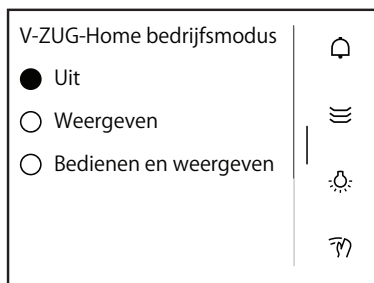 V-ZUG-Home bedrijfsmodus
Uit
Weergeven
Bedienen en weergeven